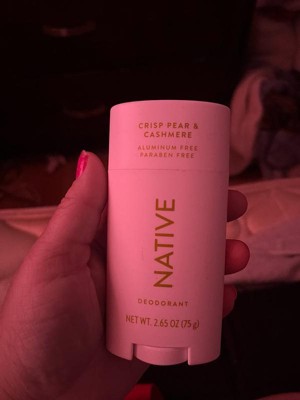 CRISP PEAR &
CASHMERE
ALUMINUM FREE,
PARABEN FREE
NATIVE
DEODORANT
NET WT. 2.65 OZ (75 g)